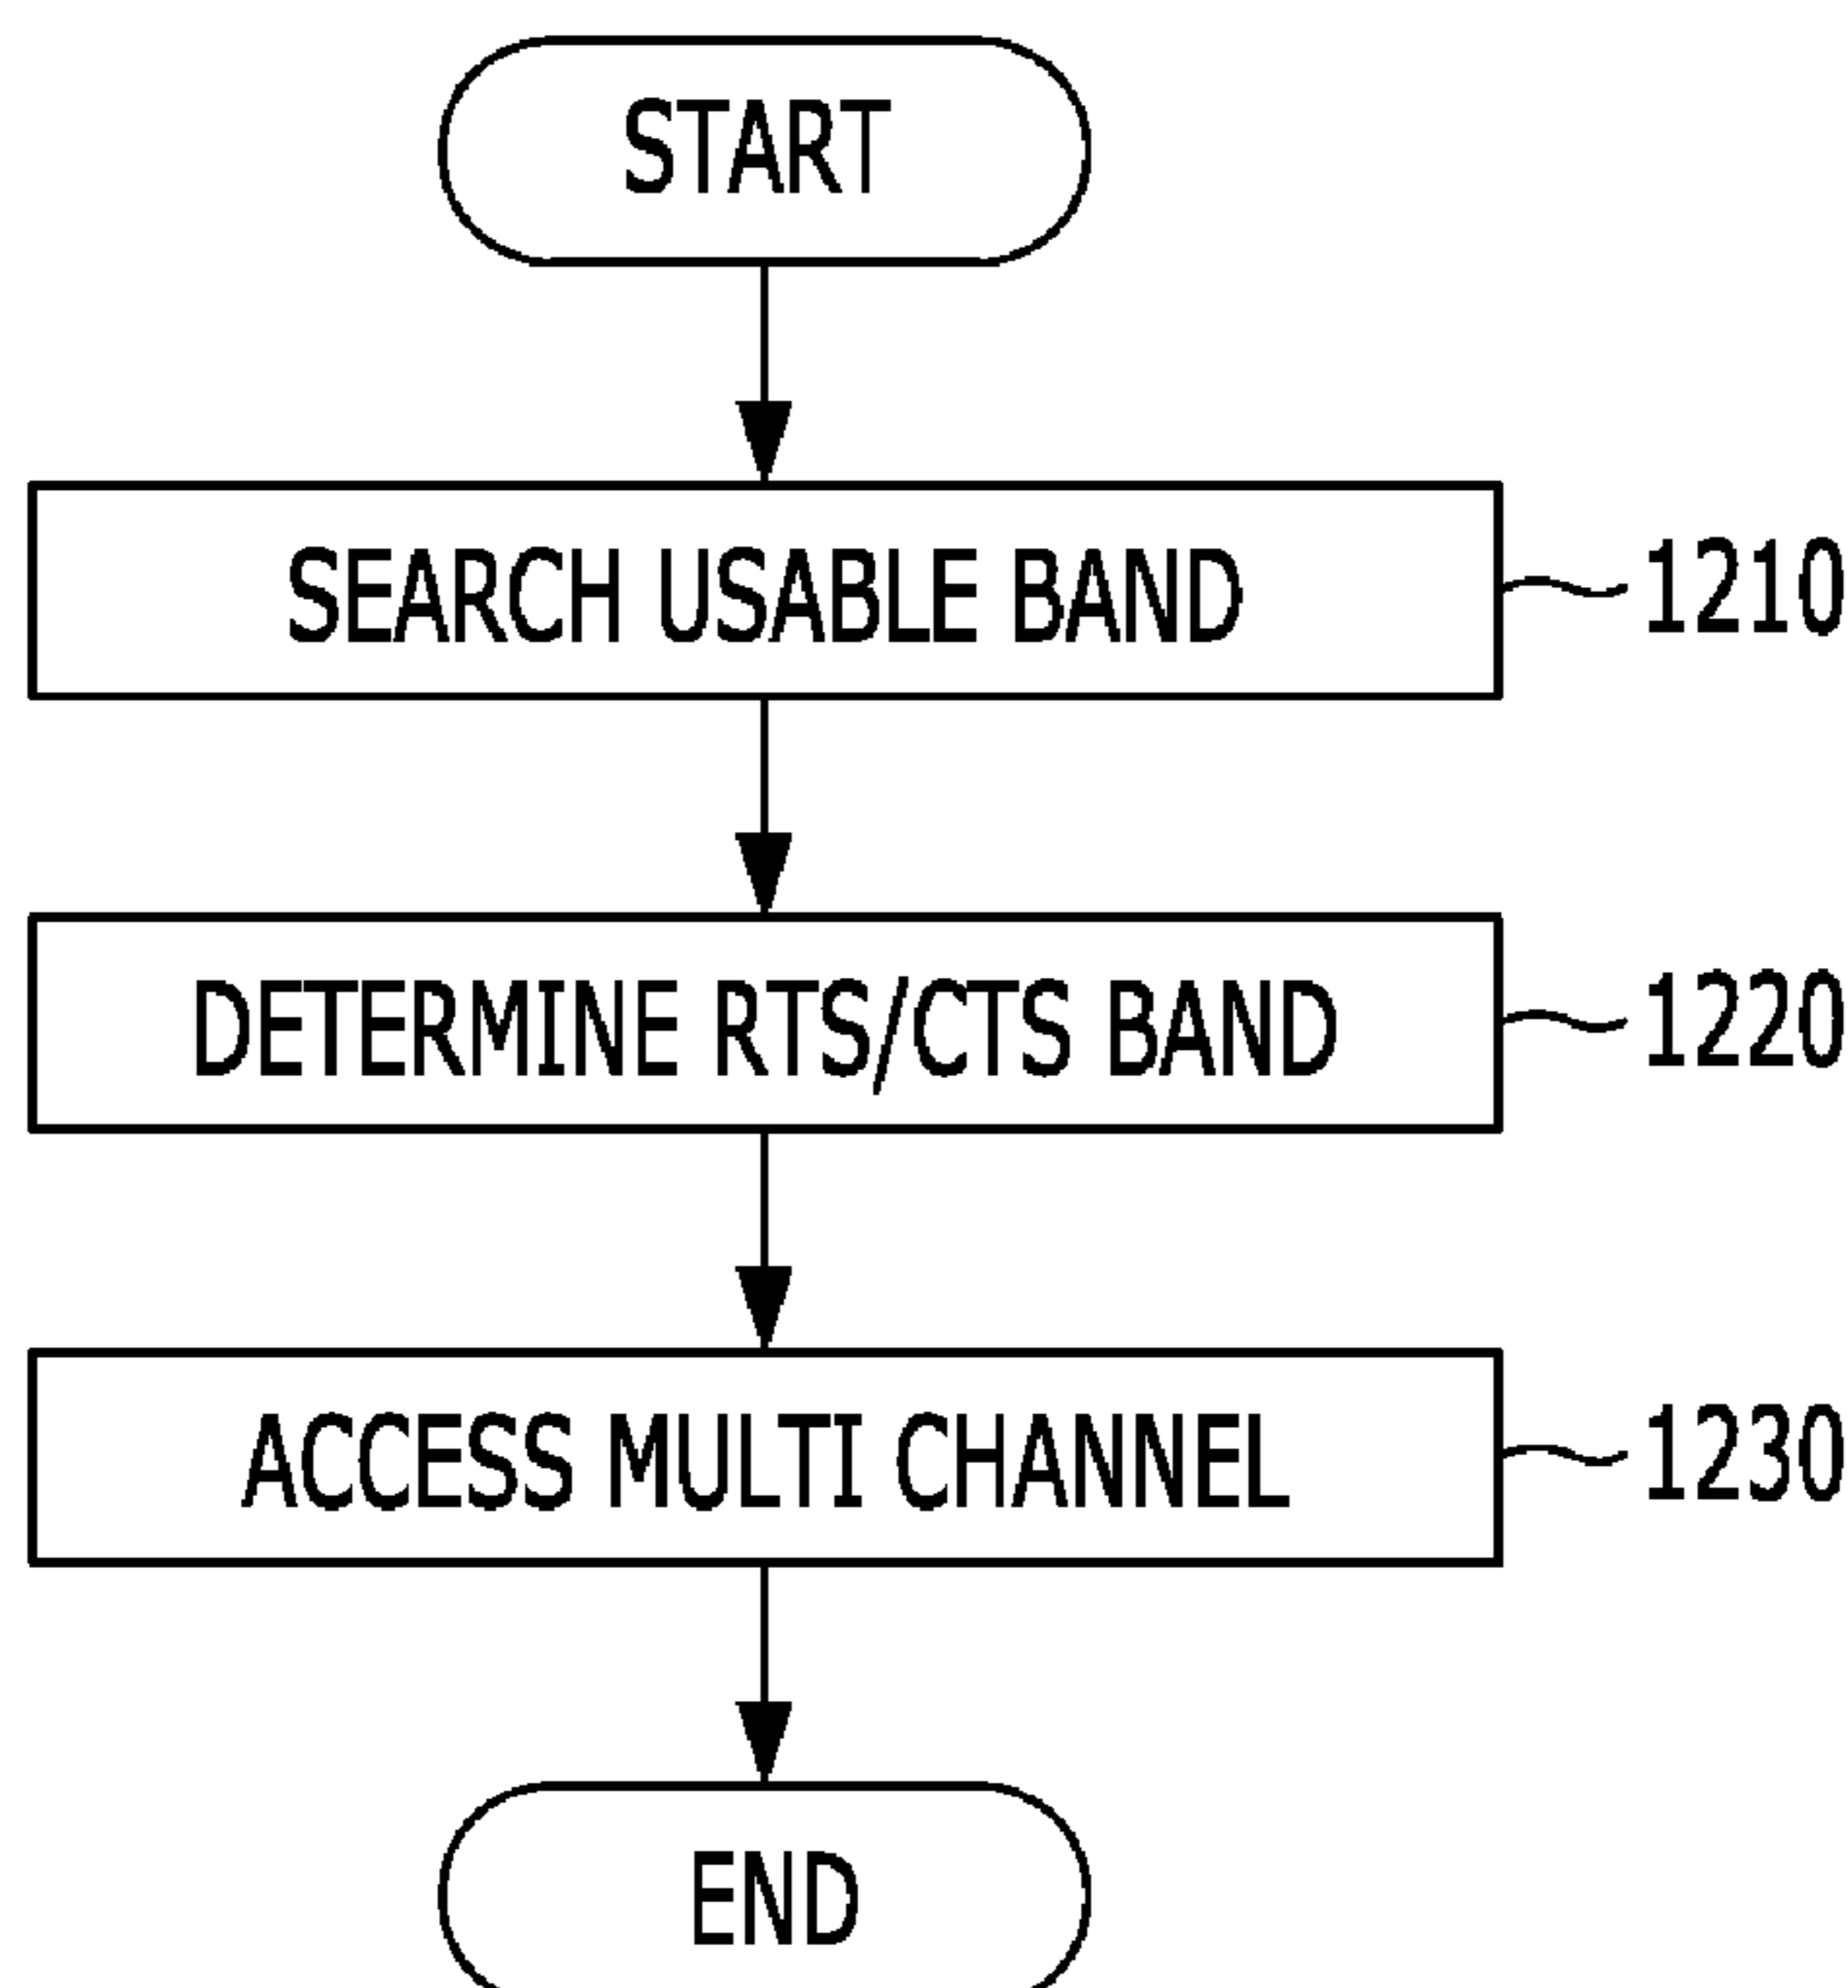 START
SEARCH USABLE BAND
1210
DETERMINE RTS/CTS BAND
1220
ACCESS MULTI CHANNEL
1230
END